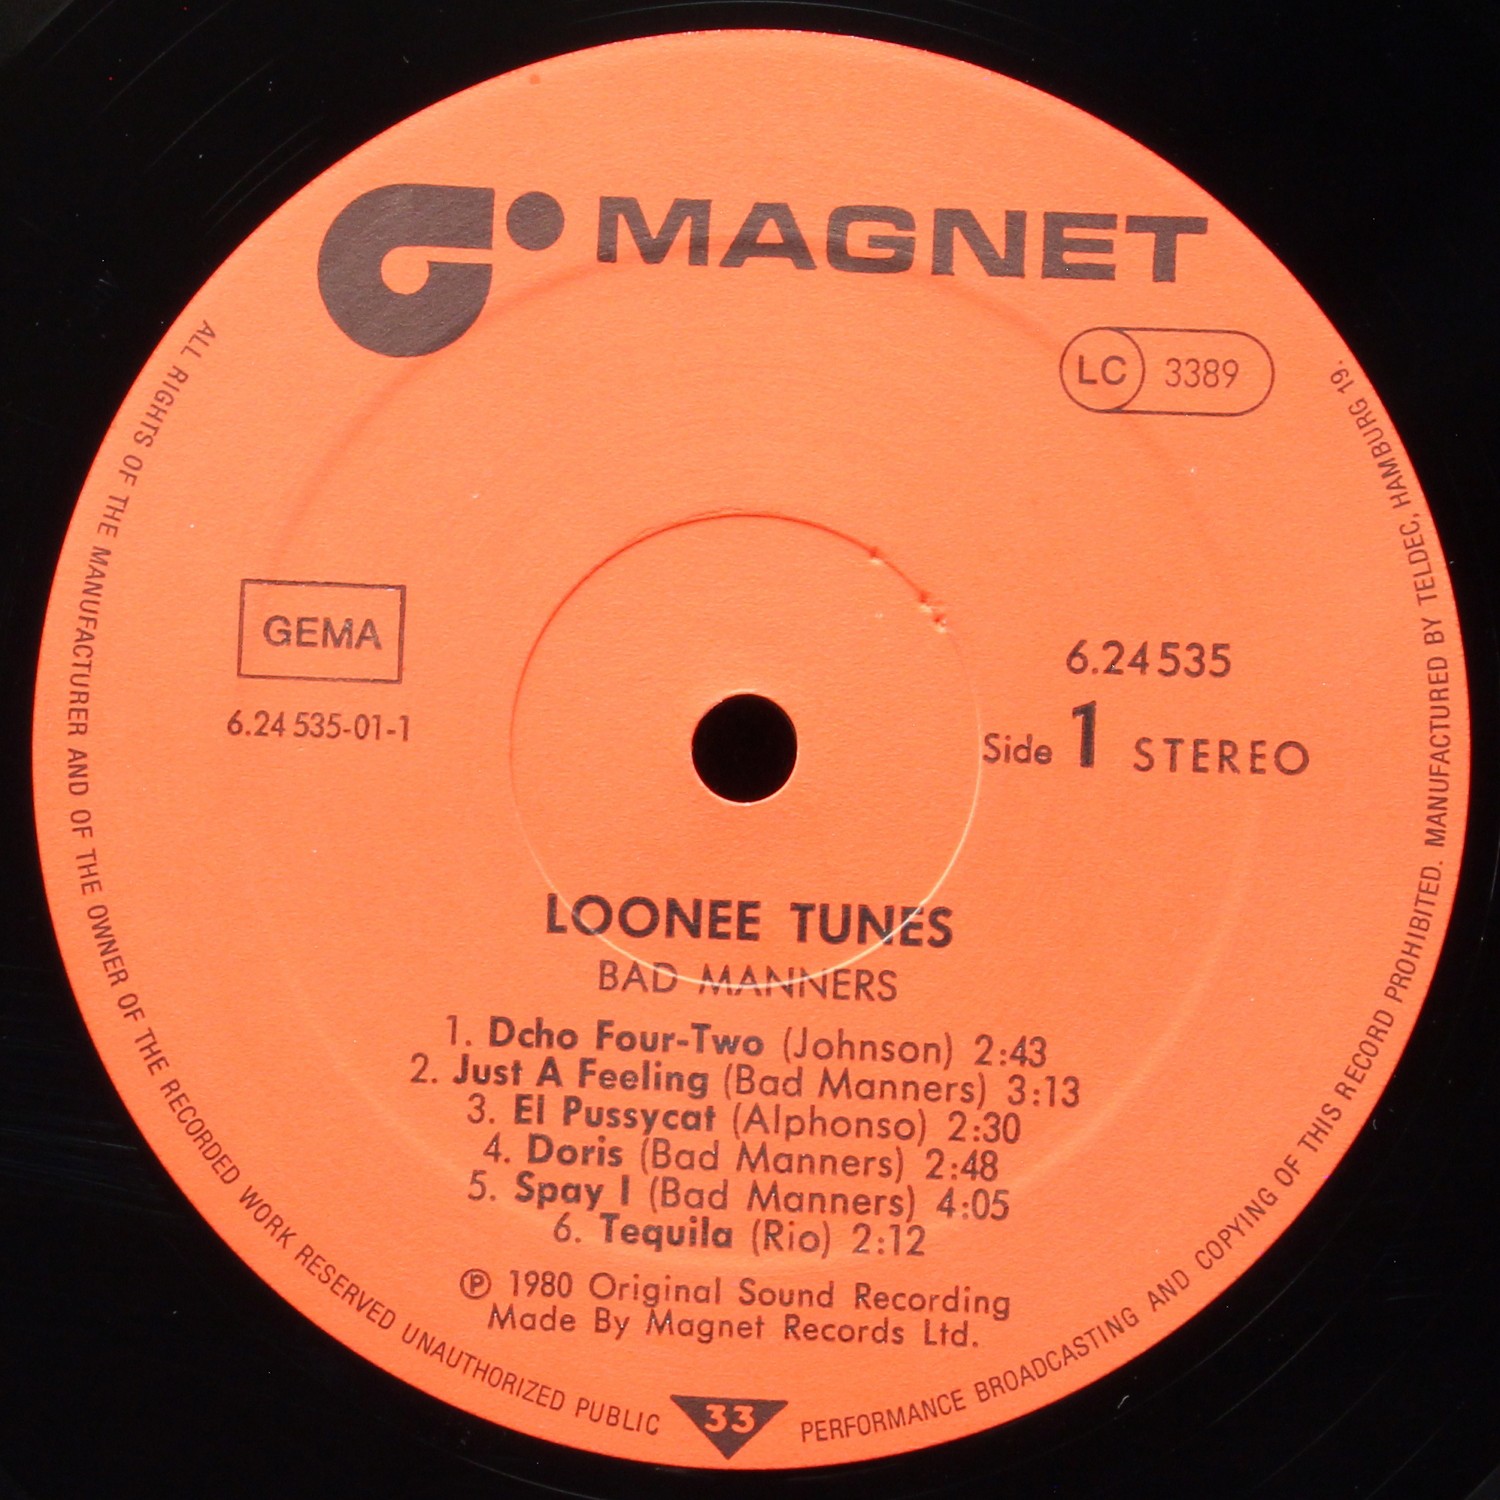 MAGNET
LC 3389
GEMA
6.24 535-01-1
6.24535
Side 1 STEREO
LOONEE TUNES
BAD MANNERS
1. Dcho Four-Two (Johnson) 2:43
2. Just A Feeling (Bad Manners) 3:13
3. El Pussycat (Alphonso) 2:30
4. Doris (Bad Manners) 2:48
5. Spay I (Bad Manners) 4:05
6. Tequila (Rio) 2:12
℗ 1980 Original Sound Recording
Made By Magnet Records Ltd.
33
ALL RIGHTS OF THE MANUFACTURER AND OF THE OWNER OF THE RECORDED WORK RESERVED UNAUTHORIZED PUBLIC PERFORMANCE BROADCASTING AND COPYING OF THIS RECORD PROHIBITED. MANUFACTURED BY TELDEC, HAMBURG 19.